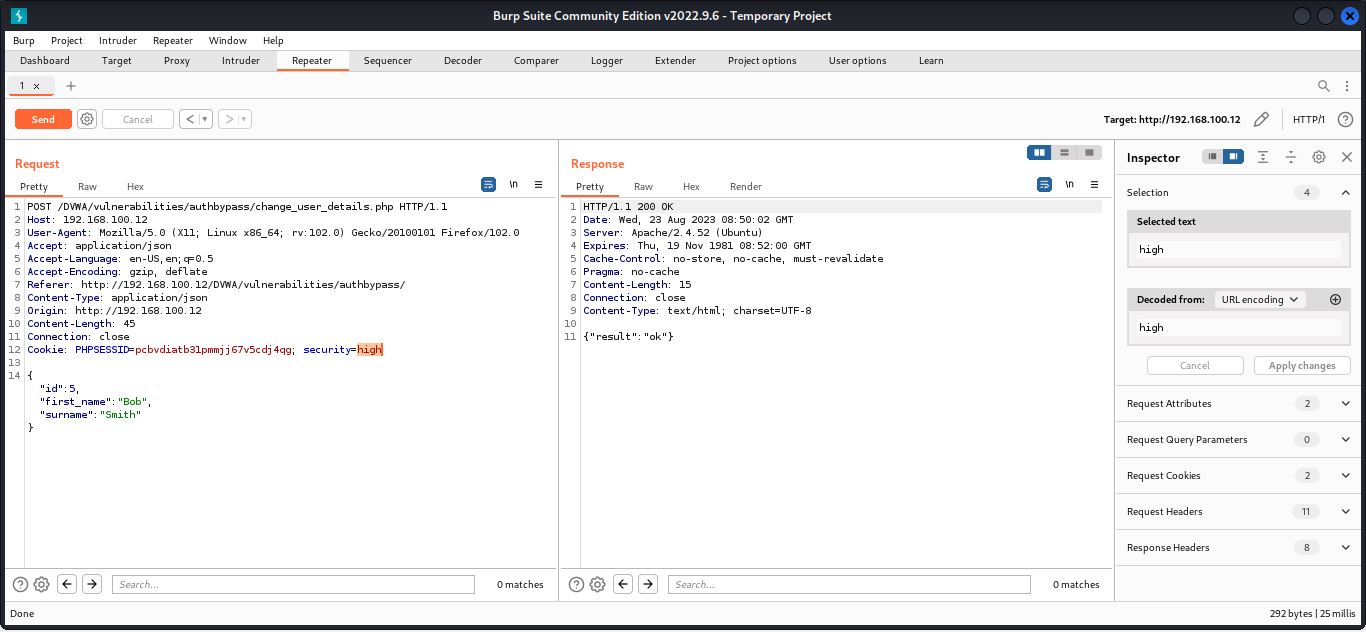 Burp Suite Community Edition v2022.9.6 - Temporary Project
Burp Project Intruder Repeater Window Help
Dashboard Target Proxy Intruder Repeater Sequencer Decoder Comparer Logger Extender Project options User options Learn
1 × +
Send Cancel < > Target: http://192.168.100.12 HTTP/1 ?
Request
Pretty Raw Hex \n
1 POST /DVWA/vulnerabilities/authbypass/change_user_details.php HTTP/1.1
2 Host: 192.168.100.12
3 User-Agent: Mozilla/5.0 (X11; Linux x86_64; rv:102.0) Gecko/20100101 Firefox/102.0
4 Accept: application/json
5 Accept-Language: en-US,en;q=0.5
6 Accept-Encoding: gzip, deflate
7 Referer: http://192.168.100.12/DVWA/vulnerabilities/authbypass/
8 Content-Type: application/json
9 Origin: http://192.168.100.12
10 Content-Length: 45
11 Connection: close
12 Cookie: PHPSESSID=pcbvdiatb31pmmjj67v5cdj4qg; security=high
13
14 {
"id":5,
"first_name":"Bob",
"surname":"Smith"
}
? Search... 0 matches
Response
Pretty Raw Hex Render \n
1 HTTP/1.1 200 OK
2 Date: Wed, 23 Aug 2023 08:50:02 GMT
3 Server: Apache/2.4.52 (Ubuntu)
4 Expires: Thu, 19 Nov 1981 08:52:00 GMT
5 Cache-Control: no-store, no-cache, must-revalidate
6 Pragma: no-cache
7 Content-Length: 15
8 Connection: close
9 Content-Type: text/html; charset=UTF-8
10
11 {"result":"ok"}
? Search... 0 matches
Inspector
Selection 4
Selected text
high
Decoded from: URL encoding
high
Cancel Apply changes
Request Attributes 2
Request Query Parameters 0
Request Cookies 2
Request Headers 11
Response Headers 8
Done 292 bytes | 25 millis